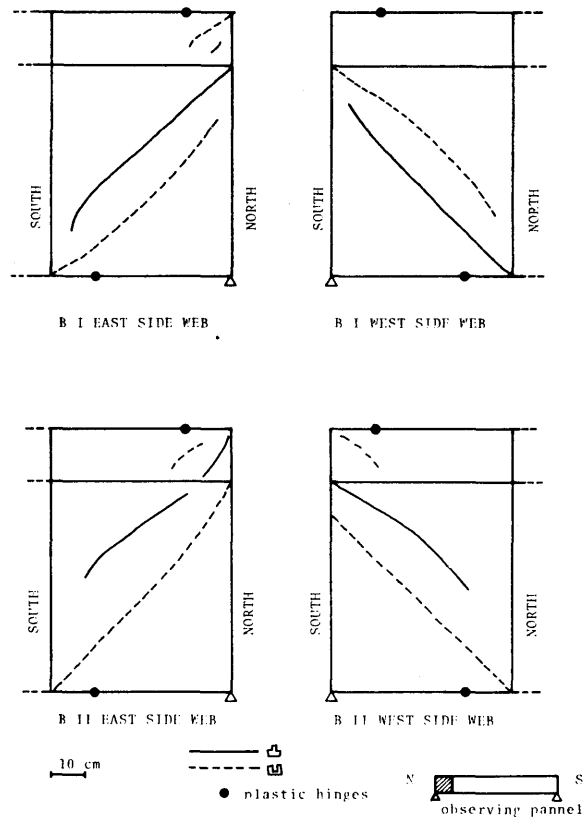 SOUTH NORTH SOUTH NORTH
B I EAST SIDE WEB B I WEST SIDE WEB
SOUTH NORTH SOUTH NORTH
B II EAST SIDE WEB B II WEST SIDE WEB
10 cm
plastic hinges
N S
observing pannel